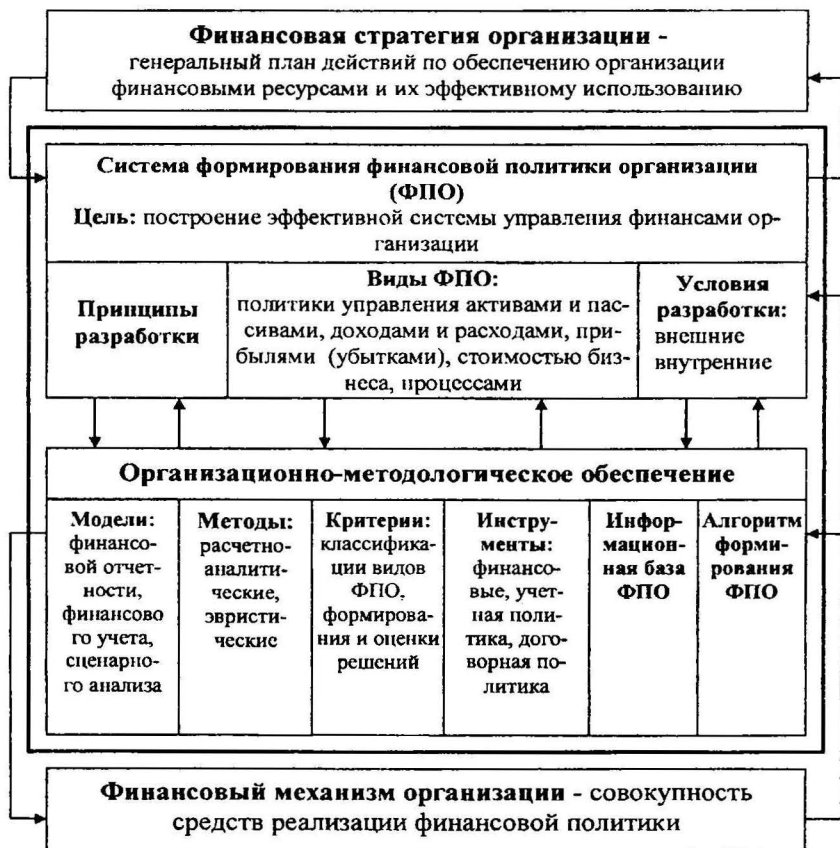 Финансовая стратегия организации -
генеральный план действий по обеспечению организации
финансовыми ресурсами и их эффективному использованию
Система формирования финансовой политики организации
(ФПО)
Цель: построение эффективной системы управления финансами ор-
ганизации
Принципы
разработки
Виды ФПО:
политики управления активами и пас-
сивами, доходами и расходами, при-
былями (убытками), стоимостью биз-
неса, процессами
Условия
разработки:
внешние
внутренние
Организационно-методологическое обеспечение
Модели:
финансо-
вой отчет-
ности,
финансово
го учета,
сценарно-
го анализа
Методы:
расчетно-
аналити-
ческие,
эвристи-
ческие
Критерии:
классифика-
ции видов
ФПО,
формирова-
ния и оценки
решений
Инстру-
менты:
финансо-
вые, учет-
ная поли-
тика, дого-
ворная по-
литика
Инфор-
мацион-
ная база
ФПО
Алгоритм
форми-
рования
ФПО
Финансовый механизм организации - совокупность
средств реализации финансовой политики